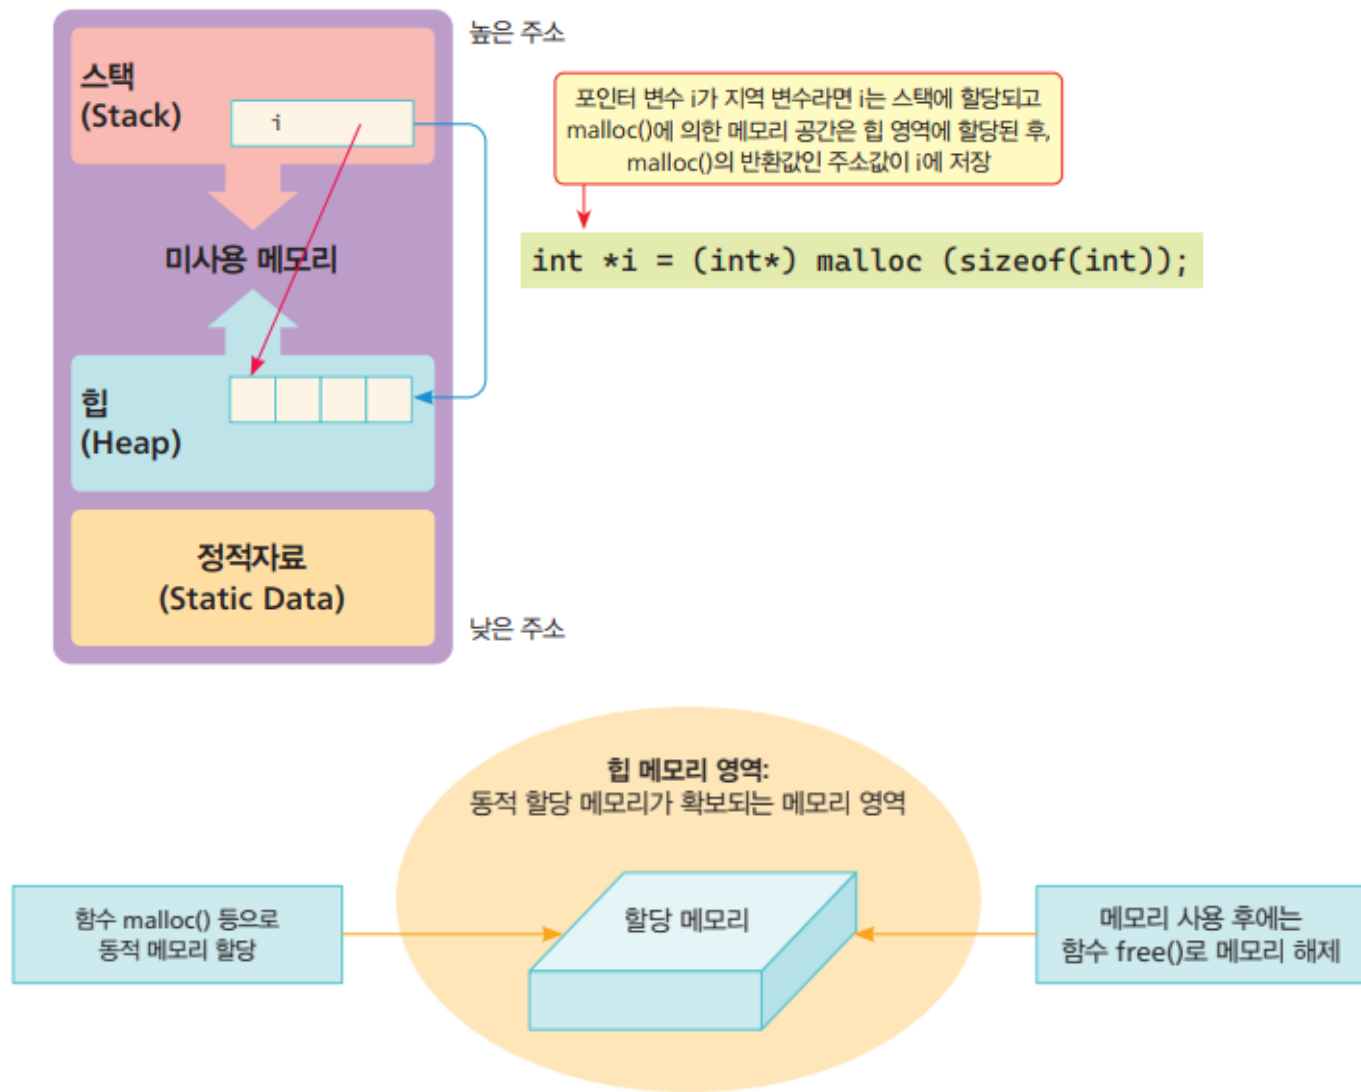 높은 주소
스택
(Stack)
i
포인터 변수 i가 지역 변수라면 i는 스택에 할당되고
malloc()에 의한 메모리 공간은 힙 영역에 할당된 후,
malloc()의 반환값인 주소값이 i에 저장
미사용 메모리
int *i = (int*) malloc (sizeof(int));
힙
(Heap)
정적자료
(Static Data)
낮은 주소
힙 메모리 영역:
동적 할당 메모리가 확보되는 메모리 영역
함수 malloc() 등으로
동적 메모리 할당
할당 메모리
메모리 사용 후에는
함수 free()로 메모리 해제